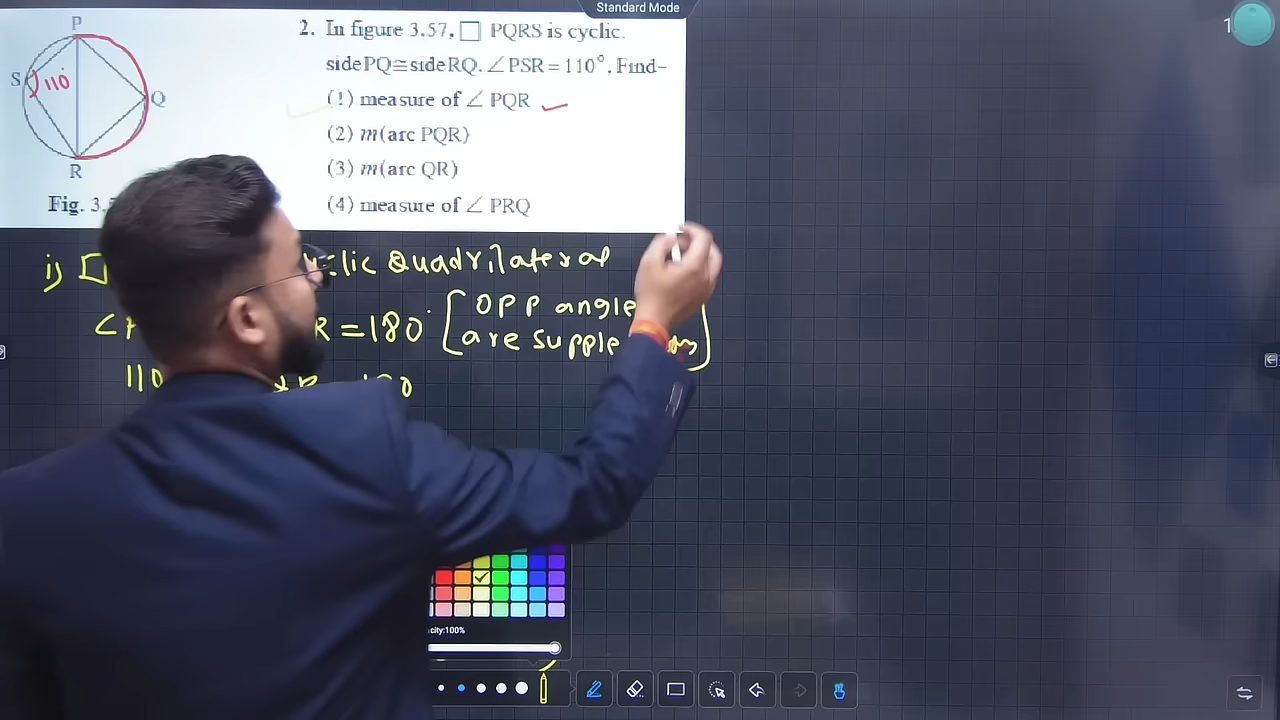 Standard Mode
P
S 110°
Q
R
Fig. 3.
2. In figure 3.57, □ PQRS is cyclic.
side PQ ≅ side RQ. ∠ PSR = 110°. Find–
(1) measure of ∠ PQR
(2) m(arc PQR)
(3) m(arc QR)
(4) measure of ∠ PRQ
1
i) □ lic Quadrilateral
∠P R = 180° [opp angle
are supple
110 R = 180
city:100%